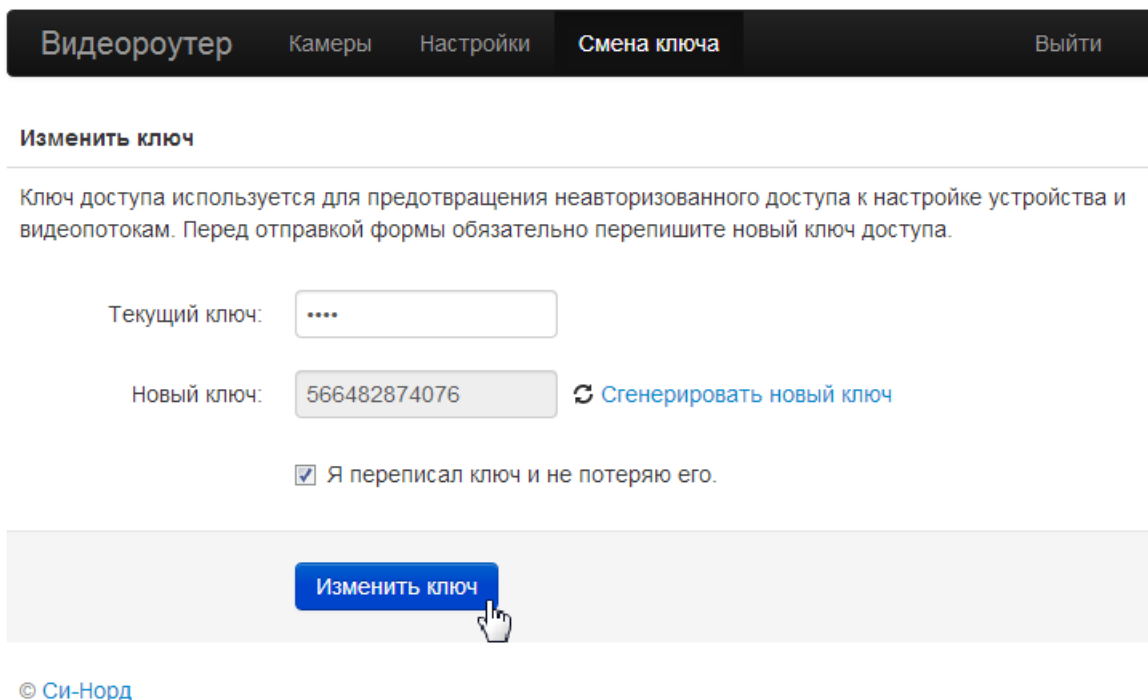 Видеороутер Камеры Настройки Смена ключа Выйти
Изменить ключ
Ключ доступа используется для предотвращения неавторизованного доступа к настройке устройства и
видеопотокам. Перед отправкой формы обязательно перепишите новый ключ доступа.
Текущий ключ: ••••
Новый ключ: 566482874076 Сгенерировать новый ключ
Я переписал ключ и не потеряю его.
Изменить ключ
© Си-Норд